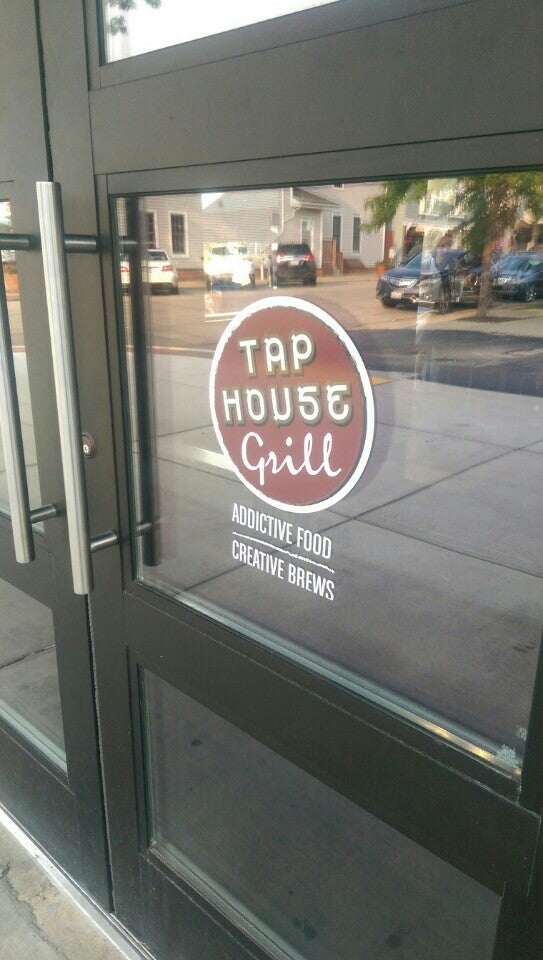 TAP
HOUSE
Grill
ADDICTIVE FOOD
CREATIVE BREWS